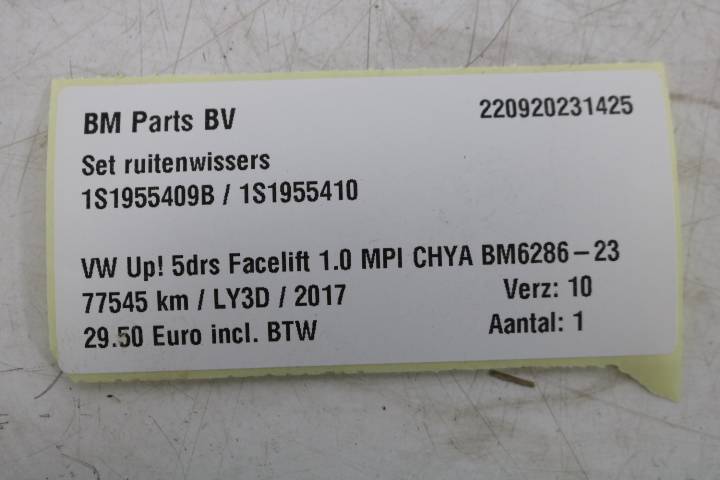 BM Parts BV 220920231425
Set ruitenwissers
1S1955409B / 1S1955410
VW Up! 5drs Facelift 1.0 MPI CHYA BM6286-23
77545 km / LY3D / 2017 Verz: 10
29.50 Euro incl. BTW Aantal: 1